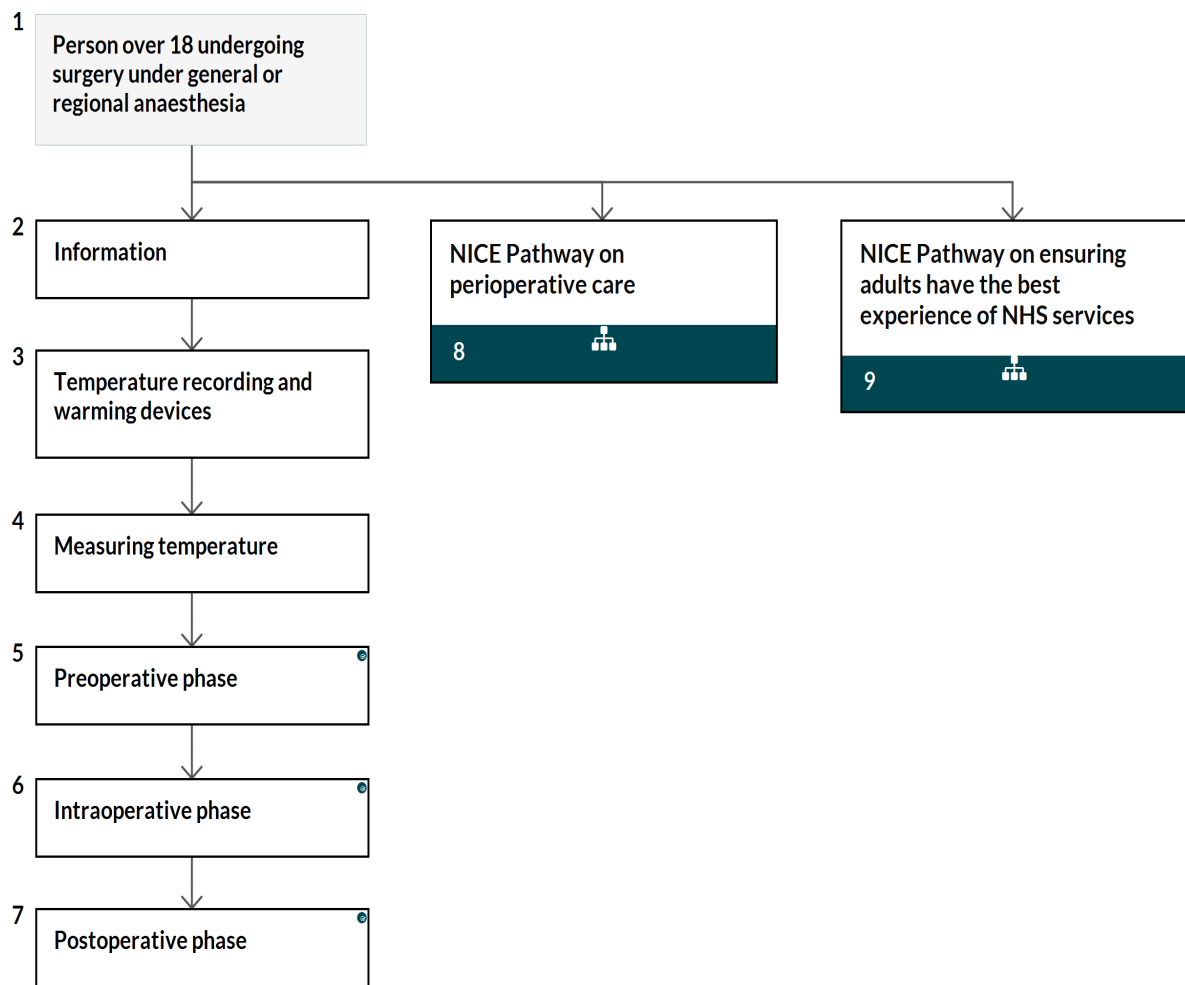 1
Person over 18 undergoing
surgery under general or
regional anaesthesia
2
Information
NICE Pathway on
perioperative care
8
NICE Pathway on ensuring
adults have the best
experience of NHS services
9
3
Temperature recording and
warming devices
4
Measuring temperature
5
Preoperative phase
6
Intraoperative phase
7
Postoperative phase